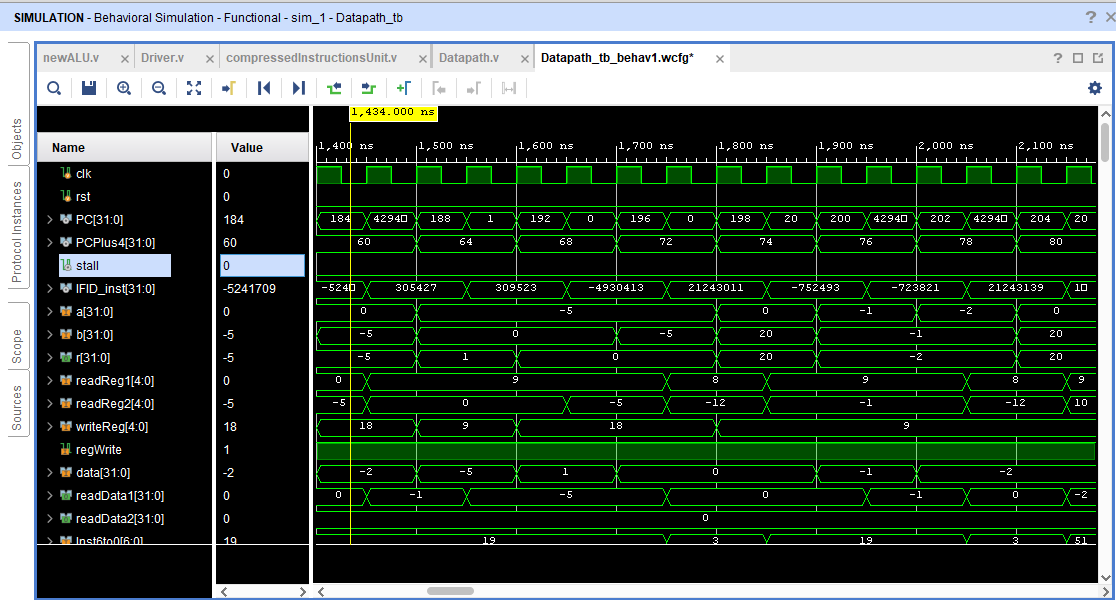 SIMULATION - Behavioral Simulation - Functional - sim_1 - Datapath_tb
newALU.v Driver.v compressedInstructionsUnit.v Datapath.v Datapath_tb_behav1.wcfg*
Objects
Protocol Instances
Scope
Sources
1,434.000 ns
Name Value 1,400 ns 1,500 ns 1,600 ns 1,700 ns 1,800 ns 1,900 ns 2,000 ns 2,100 ns
clk 0
rst 0
PC[31:0] 184 184 4294 188 1 192 0 196 0 198 20 200 4294 202 4294 204 20
PCPlus4[31:0] 60 60 64 68 72 74 76 78 80
stall 0
IFID_inst[31:0] -5241709 -524 305427 309523 -4930413 21243011 -752493 -723821 21243139 1
a[31:0] 0 0 -5 0 -1 -2 0
b[31:0] -5 -5 0 -5 20 -1 20
r[31:0] -5 -5 1 0 20 -2 20
readReg1[4:0] 0 0 9 8 9 8 9
readReg2[4:0] -5 -5 0 -5 -12 -1 -12 10
writeReg[4:0] 18 18 9 18 9
regWrite 1
data[31:0] -2 -2 -5 1 0 -1 -2
readData1[31:0] 0 0 -1 -5 0 -1 0 -2
readData2[31:0] 0 0
Inst6to0[6:0] 19 19 3 19 3 51